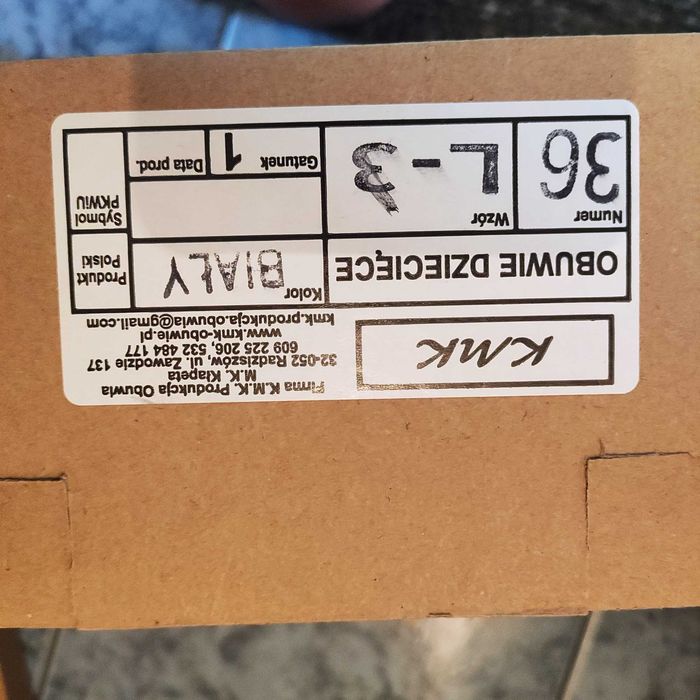 KMK
Firma K.M.K. Produkcja Obuwia
M.K. Klapeta
32-052 Radziszów, ul. Zawodzie 137
609 225 206, 532 484 177
www.kmk-obuwie.pl
kmk.produkcja.obuwia@gmail.com
OBUWIE DZIECIĘCE
Kolor BIAŁY
Produkt
Polski
Numer 36
Wzór L-3
Gatunek 1
Data prod.
Sybmol
PKWiU